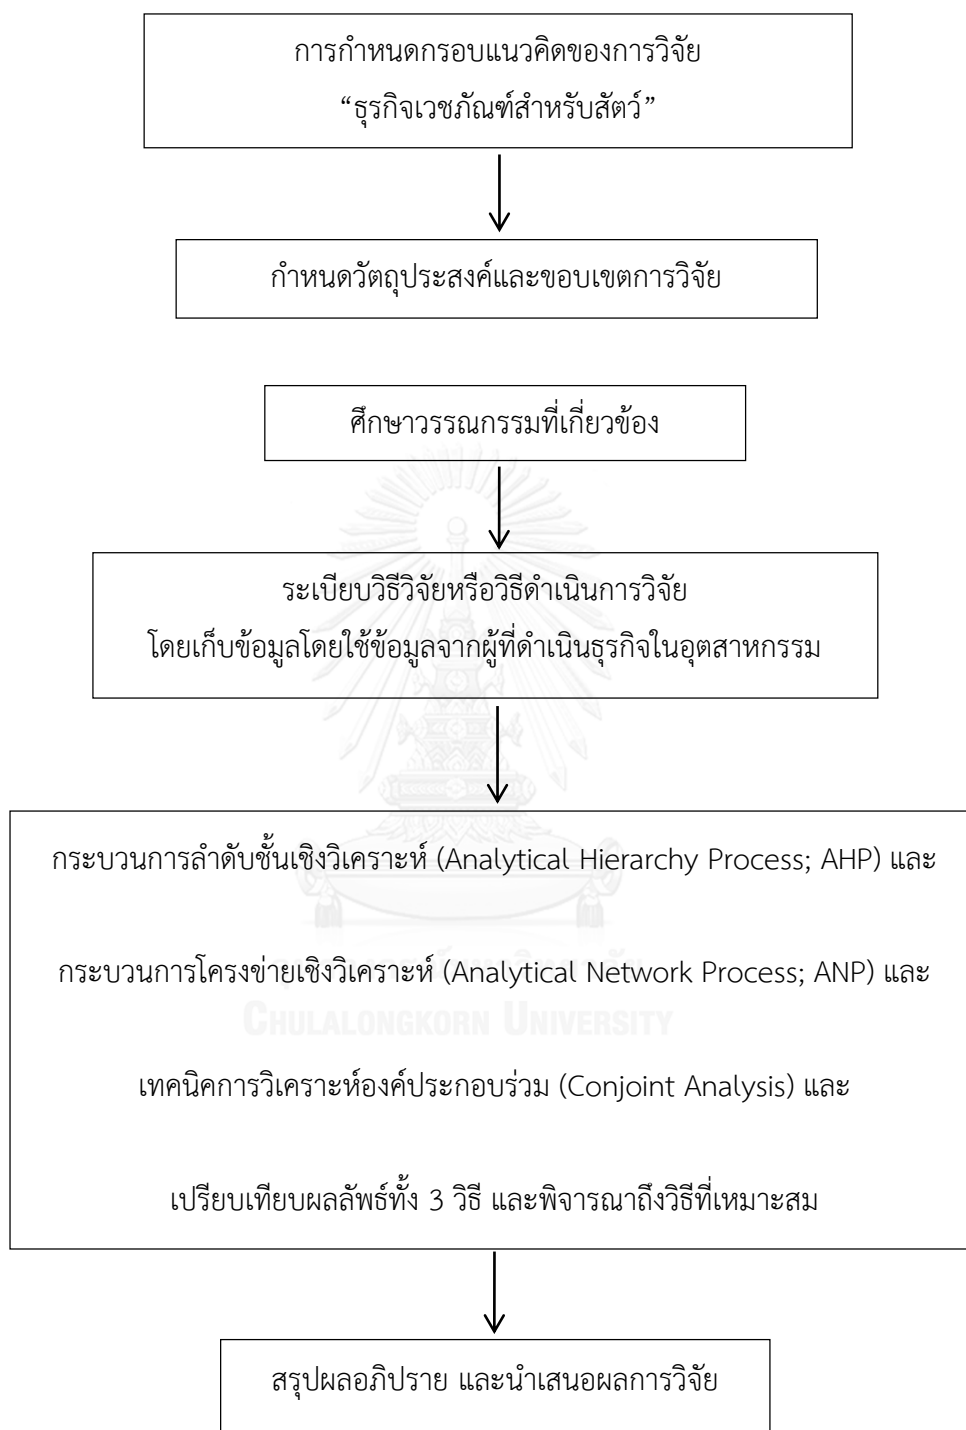 การกำหนดกรอบแนวคิดของการวิจัย
“ธุรกิจเวชภัณฑ์สำหรับสัตว์”
กำหนดวัตถุประสงค์และขอบเขตการวิจัย
ศึกษาวรรณกรรมที่เกี่ยวข้อง
ระเบียบวิธีวิจัยหรือวิธีดำเนินการวิจัย
โดยเก็บข้อมูลโดยใช้ข้อมูลจากผู้ที่ดำเนินธุรกิจในอุตสาหกรรม
กระบวนการลำดับชั้นเชิงวิเคราะห์ (Analytical Hierarchy Process; AHP) และ
กระบวนการโครงข่ายเชิงวิเคราะห์ (Analytical Network Process; ANP) และ
CHULALONGKORN UNIVERSITY
เทคนิคการวิเคราะห์องค์ประกอบร่วม (Conjoint Analysis) และ
เปรียบเทียบผลลัพธ์ทั้ง 3 วิธี และพิจารณาถึงวิธีที่เหมาะสม
สรุปผลอภิปราย และนำเสนอผลการวิจัย